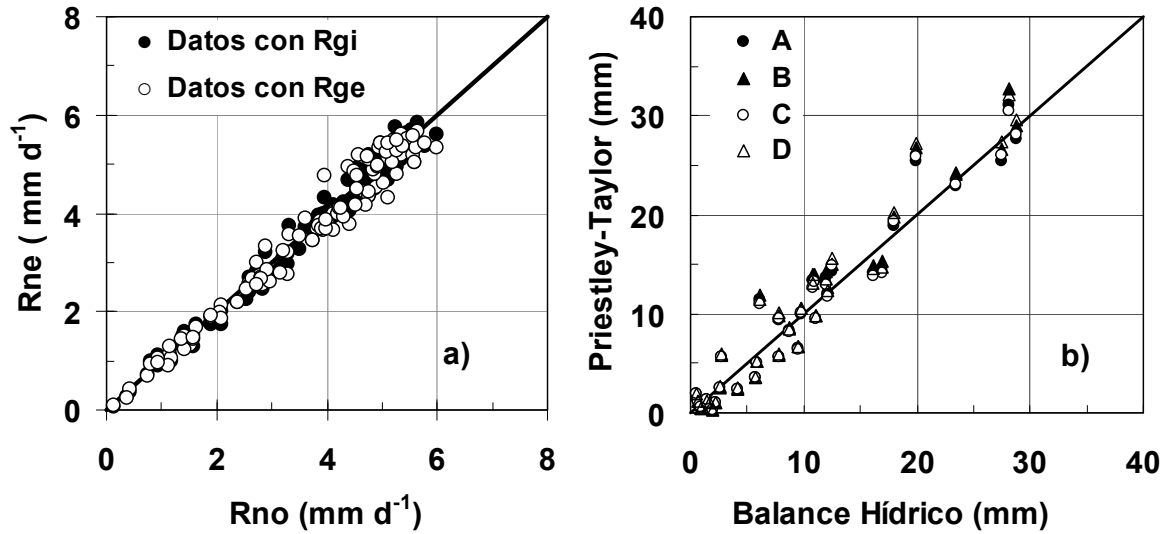 8
6
4
2
0
0
2
4
6
8
Rne ( mm d⁻¹)
Rno (mm d⁻¹)
Datos con Rgi
Datos con Rge
a)
40
30
20
10
0
0
10
20
30
40
Priestley-Taylor (mm)
Balance Hídrico (mm)
A
B
C
D
b)